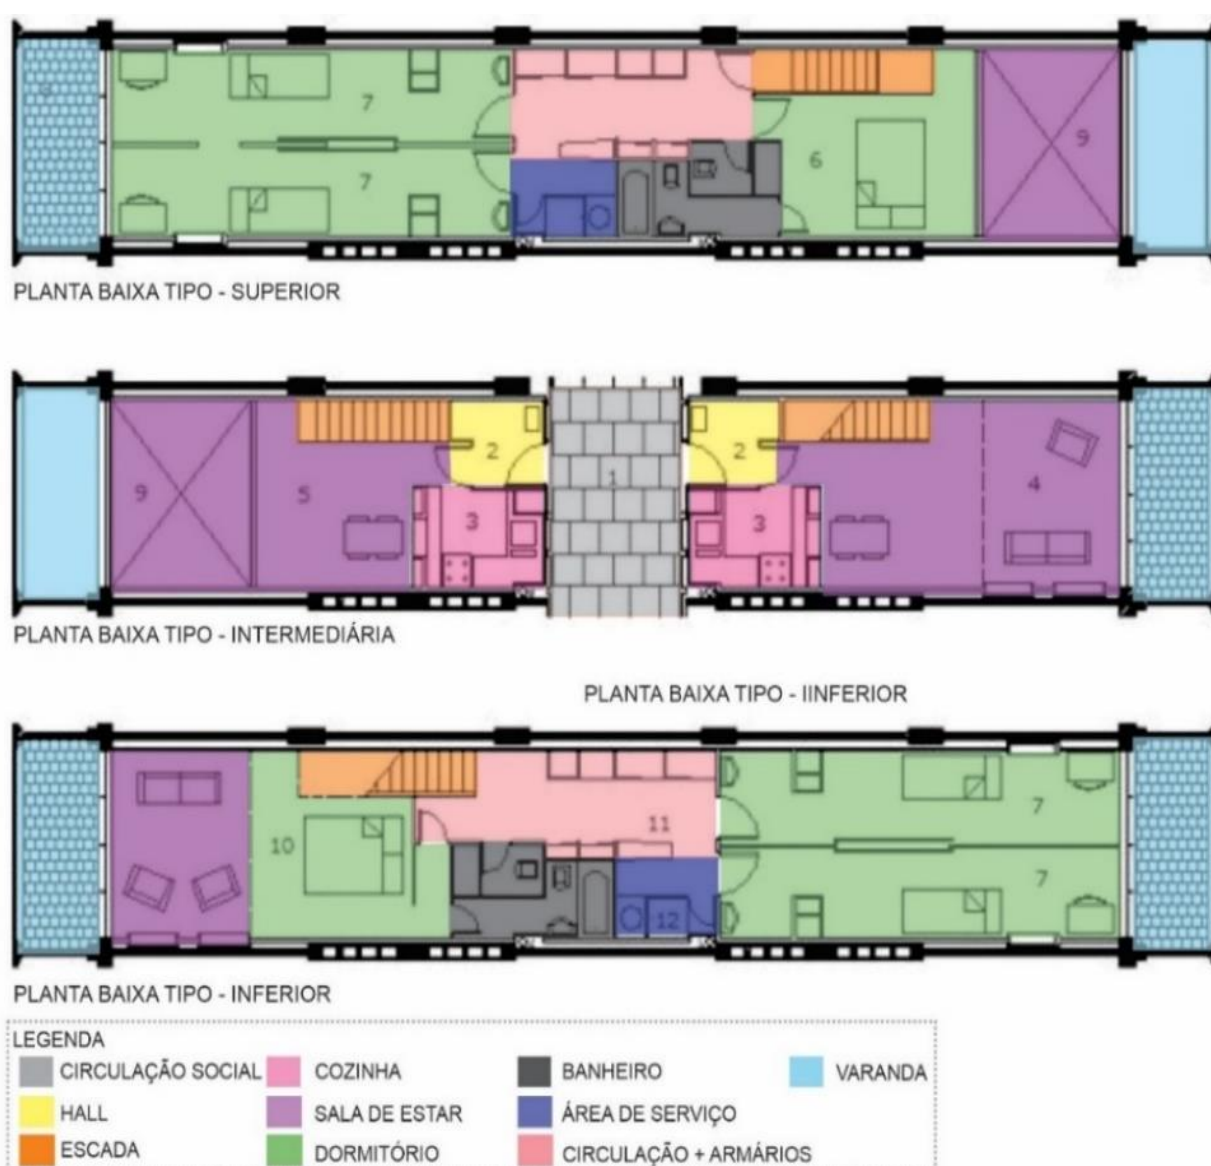 9
7
7
6
9
PLANTA BAIXA TIPO - SUPERIOR
9
5
2
3
1
2
3
4
PLANTA BAIXA TIPO - INTERMEDIÁRIA
PLANTA BAIXA TIPO - IINFERIOR
10
11
12
7
7
PLANTA BAIXA TIPO - INFERIOR
LEGENDA
CIRCULAÇÃO SOCIAL COZINHA BANHEIRO VARANDA
HALL SALA DE ESTAR ÁREA DE SERVIÇO
ESCADA DORMITÓRIO CIRCULAÇÃO + ARMÁRIOS